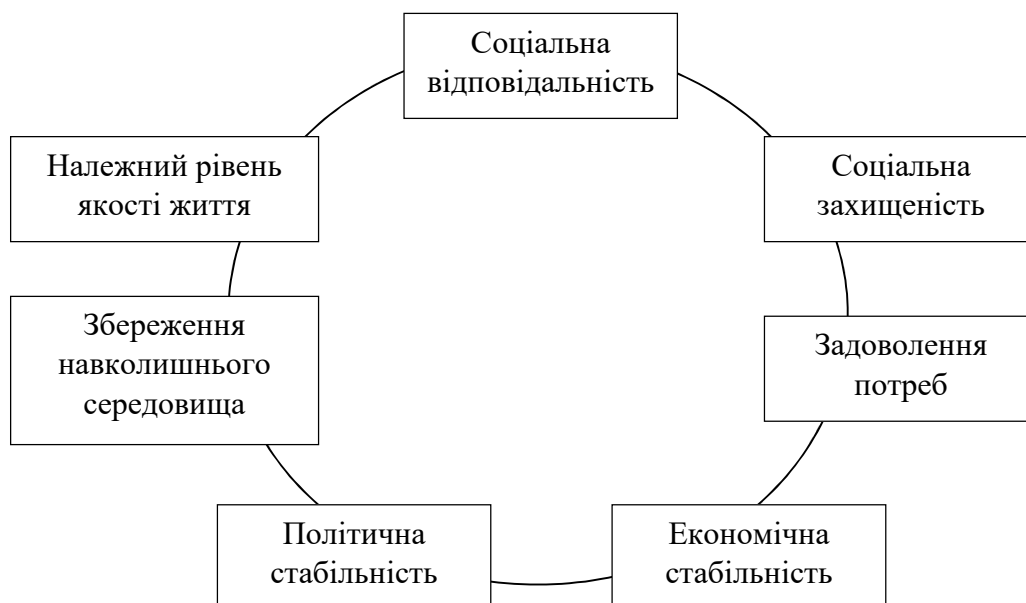 Соціальна
відповідальність
Належний рівень
якості життя
Соціальна
захищеність
Збереження
навколишнього
середовища
Задоволення
потреб
Політична
стабільність
Економічна
стабільність